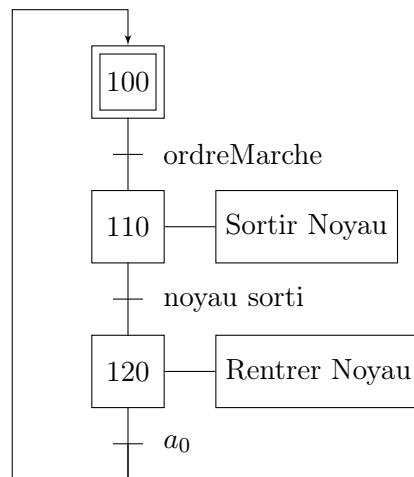 100
ordreMarche
110 Sortir Noyau
noyau sorti
120 Rentrer Noyau
a₀